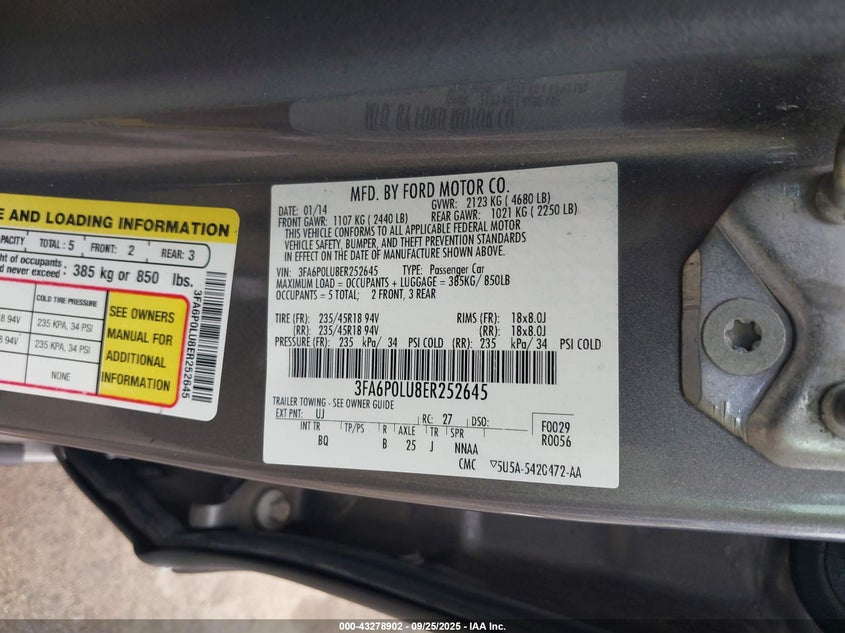 MFD. BY FORD MOTOR CO.
DATE: 01/14 GVWR: 2123 KG ( 4680 LB)
FRONT GAWR: 1107 KG ( 2440 LB) REAR GAWR: 1021 KG ( 2250 LB)
THIS VEHICLE CONFORMS TO ALL APPLICABLE FEDERAL MOTOR
VEHICLE SAFETY, BUMPER, AND THEFT PREVENTION STANDARDS
IN EFFECT ON THE DATE OF MANUFACTURE SHOWN ABOVE.
VIN: 3FA6P0LU8ER252645 TYPE: Passenger Car
MAXIMUM LOAD = OCCUPANTS + LUGGAGE = 385KG/ 850LB
OCCUPANTS = 5 TOTAL; 2 FRONT, 3 REAR
TIRE (FR): 235/45R18 94V RIMS (FR): 18x8.0J
(RR): 235/45R18 94V (RR): 18x8.0J
PRESSURE (FR): 235 kPa/ 34 PSI COLD (RR): 235 kPa/ 34 PSI COLD
3FA6P0LU8ER252645
TRAILER TOWING - SEE OWNER GUIDE
EXT PNT: UJ RC: 27 DSO: F0029
INT TR TP/PS R AXLE TR SPR R0056
BQ B 25 J NNAA
CMC
E AND LOADING INFORMATION
APACITY TOTAL: 5 FRONT: 2 REAR: 3
ht of occupants
d never exceed: 385 kg or 850 lbs.
COLD TIRE PRESSURE
18 94V 235 KPA, 34 PSI
18 94V 235 KPA, 34 PSI
NONE
SEE OWNERS
MANUAL FOR
ADDITIONAL
INFORMATION
3FA6P0LU8ER252645
000-43278902 - 09/25/2025 - IAA Inc.